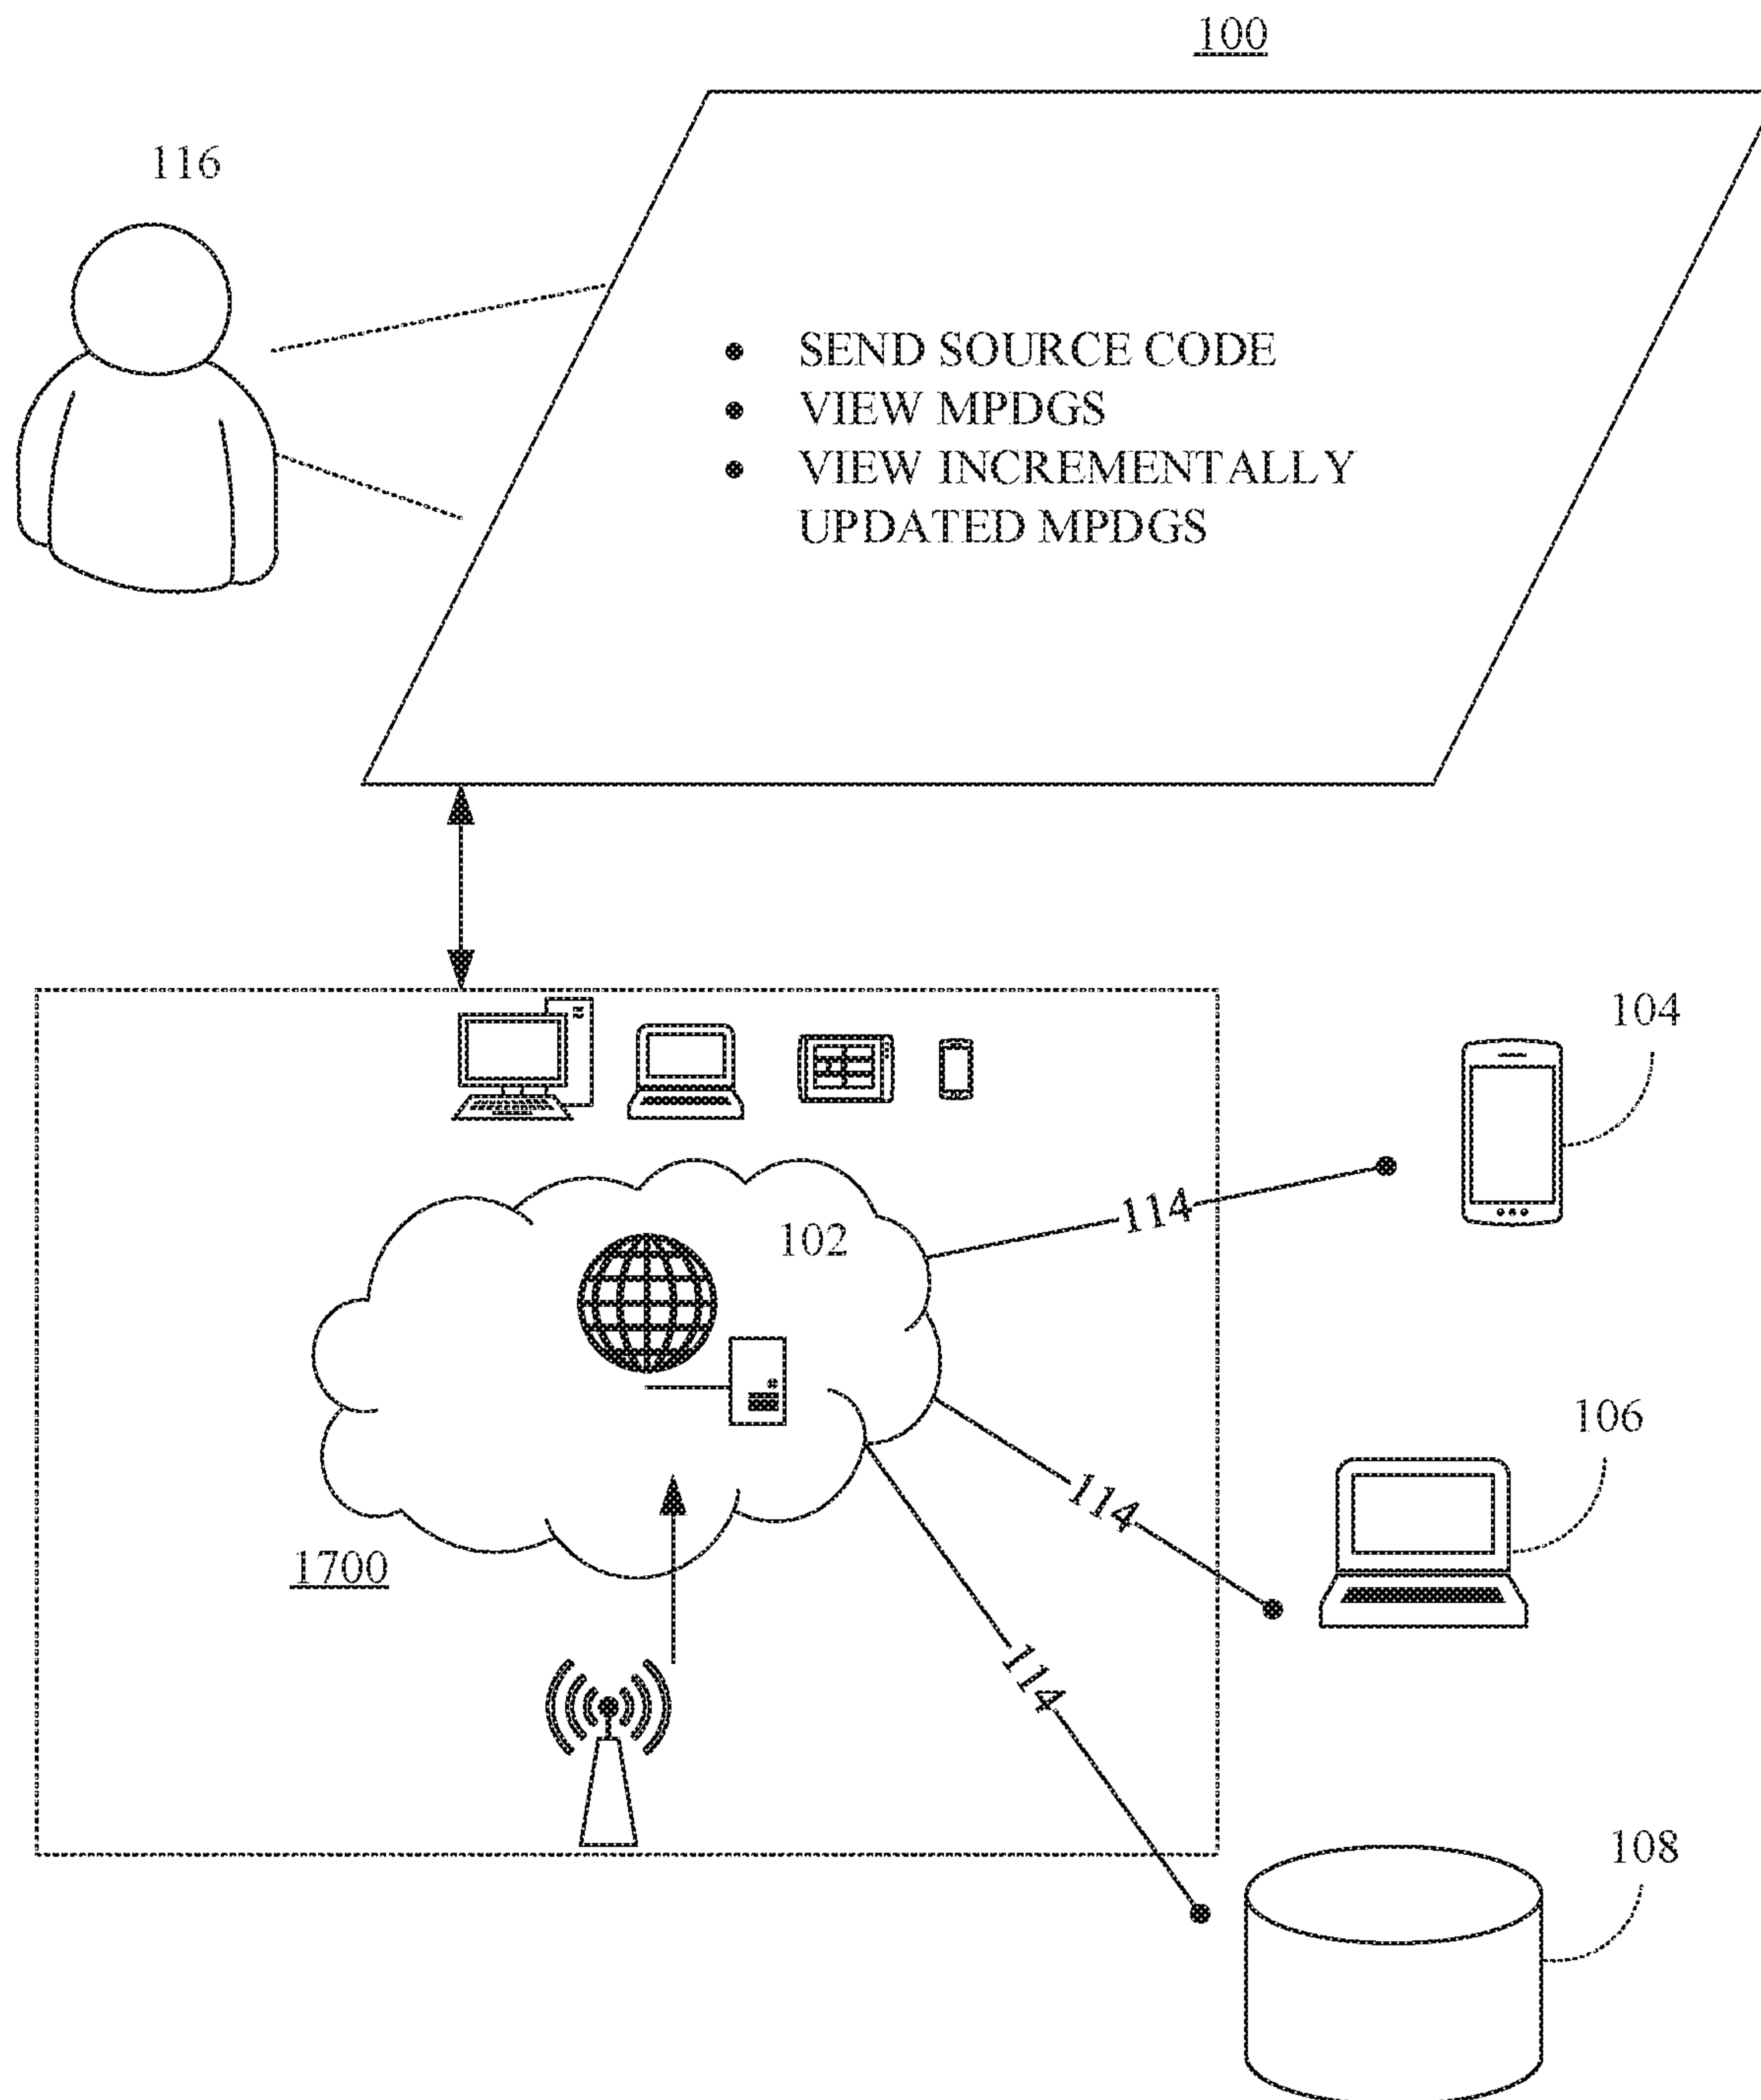 100
116
• SEND SOURCE CODE
• VIEW MPDGS
• VIEW INCREMENTALLY
UPDATED MPDGS
104
114
102
106
114
1700
114
108